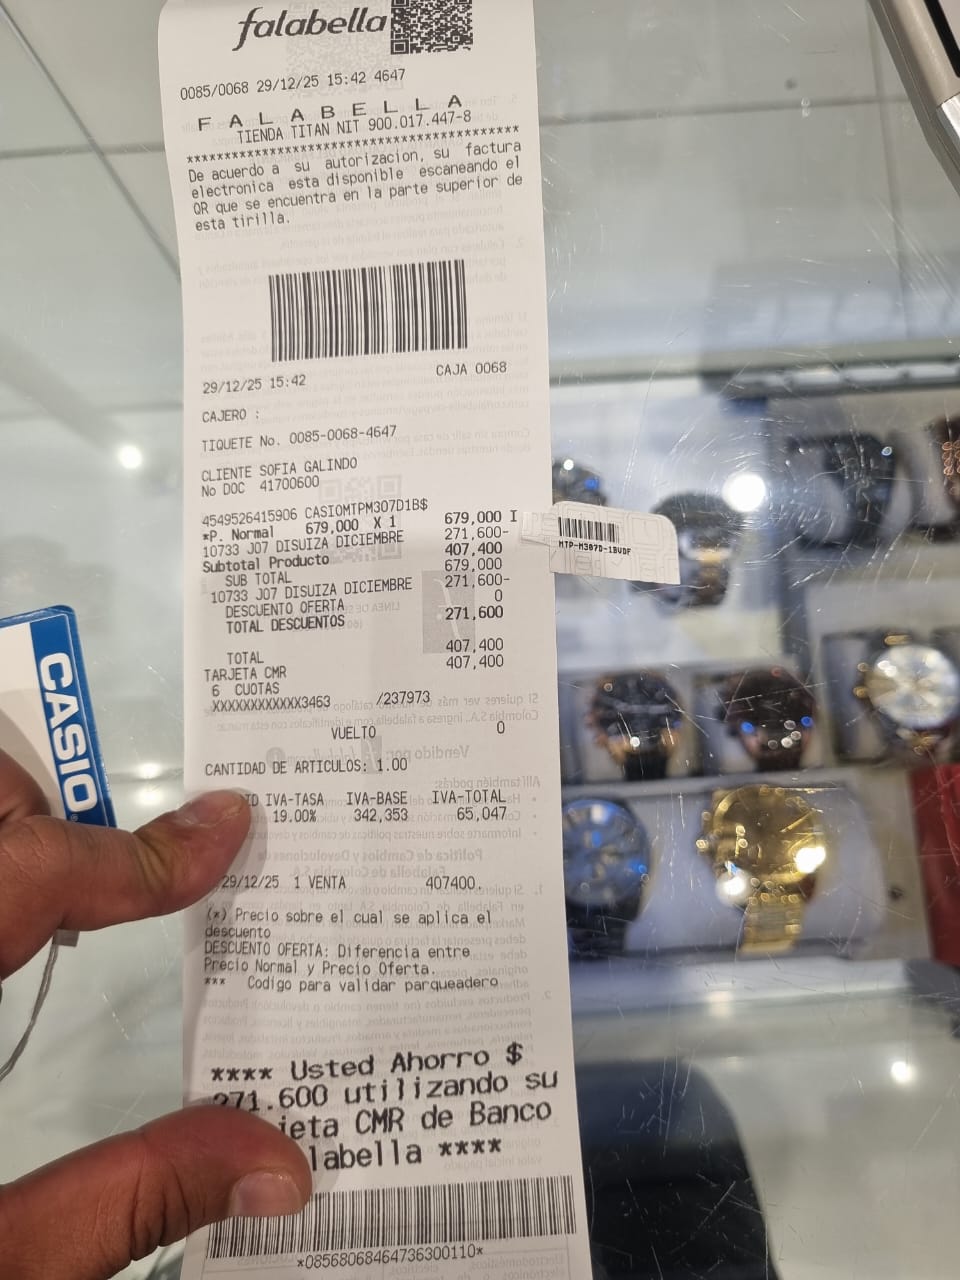 falabella
0085/0068 29/12/25 15:42 4647
F A L A B E L L A
TIENDA TITAN NIT 900.017.447-8
****************************************
De acuerdo a su autorizacion, su factura
electronica esta disponible escaneando el
QR que se encuentra en la parte superior de
esta tirilla.
29/12/25 15:42 CAJA 0068
CAJERO :
TIQUETE No. 0085-0068-4647
CLIENTE SOFIA GALINDO
No DOC 41700600
4549526415906 CASIOMTPM307D1B$
*P. Normal 679,000 X 1 679,000 I
10733 J07 DISUIZA DICIEMBRE 271,600-
Subtotal Producto 407,400
SUB TOTAL 679,000
10733 J07 DISUIZA DICIEMBRE 271,600-
DESCUENTO OFERTA 0
TOTAL DESCUENTOS 271,600
TOTAL 407,400
TARJETA CMR 407,400
6 CUOTAS
XXXXXXXXXXXX3463 /237973
VUELTO 0
CANTIDAD DE ARTICULOS: 1.00
ID IVA-TASA IVA-BASE IVA-TOTAL
19.00% 342,353 65,047
29/12/25 1 VENTA 407400.
(*) Precio sobre el cual se aplica el
descuento
DESCUENTO OFERTA: Diferencia entre
Precio Normal y Precio Oferta.
*** Codigo para validar parqueadero
**** Usted Ahorro $
271.600 utilizando su
jeta CMR de Banco
labella ****
*08568068464736300110*
MTP-M307D-1BVDF
CASIO